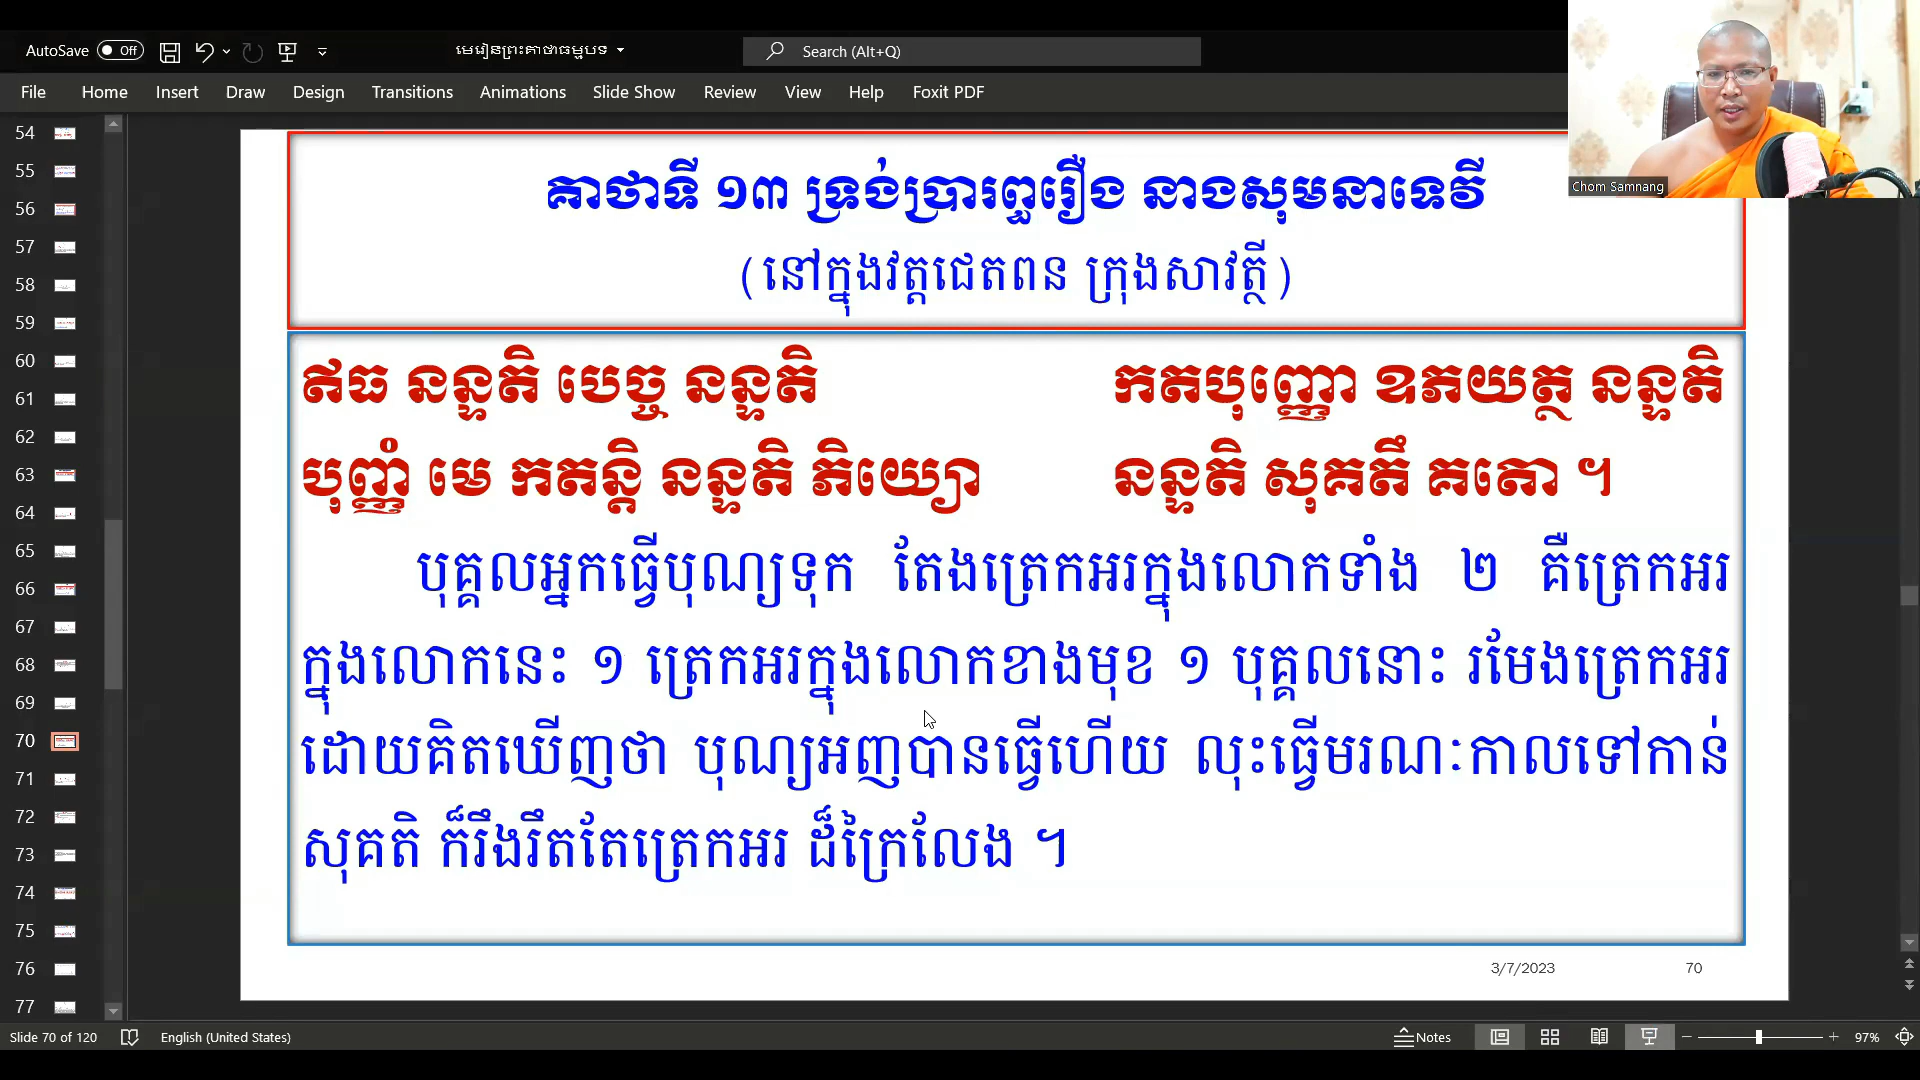 AutoSave Off
មេរៀនព្រះគាថាធម្មបទ
Search (Alt+Q)
File Home Insert Draw Design Transitions Animations Slide Show Review View Help Foxit PDF
Chom Samnang
54
55
56
57
58
59
60
61
62
63
64
65
66
67
68
69
70
71
72
73
74
75
76
77
គាថាទី ១៣ ទ្រង់ប្រារព្ធរឿង នាងសុមនាទេវី
( នៅក្នុងវត្តជេតពន ក្រុងសាវត្ថី )
ឥធ នន្ទតិ បេច្ច នន្ទតិ កតបុញ្ញោ ឧភយត្ថ នន្ទតិ
បុញ្ញំ មេ កតន្តិ នន្ទតិ ភិយ្យោ នន្ទតិ សុគតឹ គតោ ។
បុគ្គលអ្នកធ្វើបុណ្យទុក តែងត្រេកអរក្នុងលោកទាំង ២ គឺត្រេកអរ
ក្នុងលោកនេះ ១ ត្រេកអរក្នុងលោកខាងមុខ ១ បុគ្គលនោះ រមែងត្រេកអរ
ដោយគិតឃើញថា បុណ្យអញបានធ្វើហើយ លុះធ្វើមរណៈកាលទៅកាន់
សុគតិ ក៏រឹងរឹតតែត្រេកអរ ដ៏ក្រៃលែង ។
3/7/2023 70
Slide 70 of 120 English (United States) Notes 97%